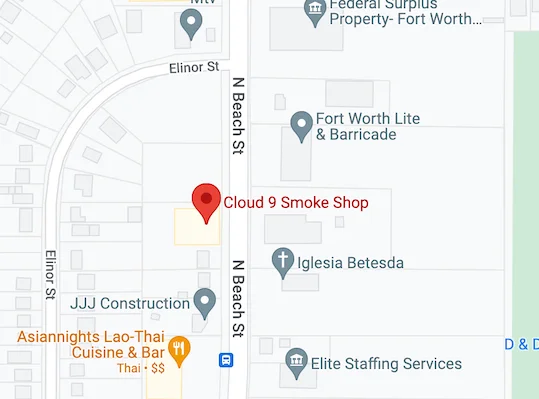 Federal Surplus
Property- Fort Worth...
Elinor St
N Beach St
Fort Worth Lite
& Barricade
Cloud 9 Smoke Shop
Elinor St
N Beach St
Iglesia Betesda
JJJ Construction
Asiannights Lao-Thai
Cuisine & Bar
Thai • $$
Elite Staffing Services
D & D